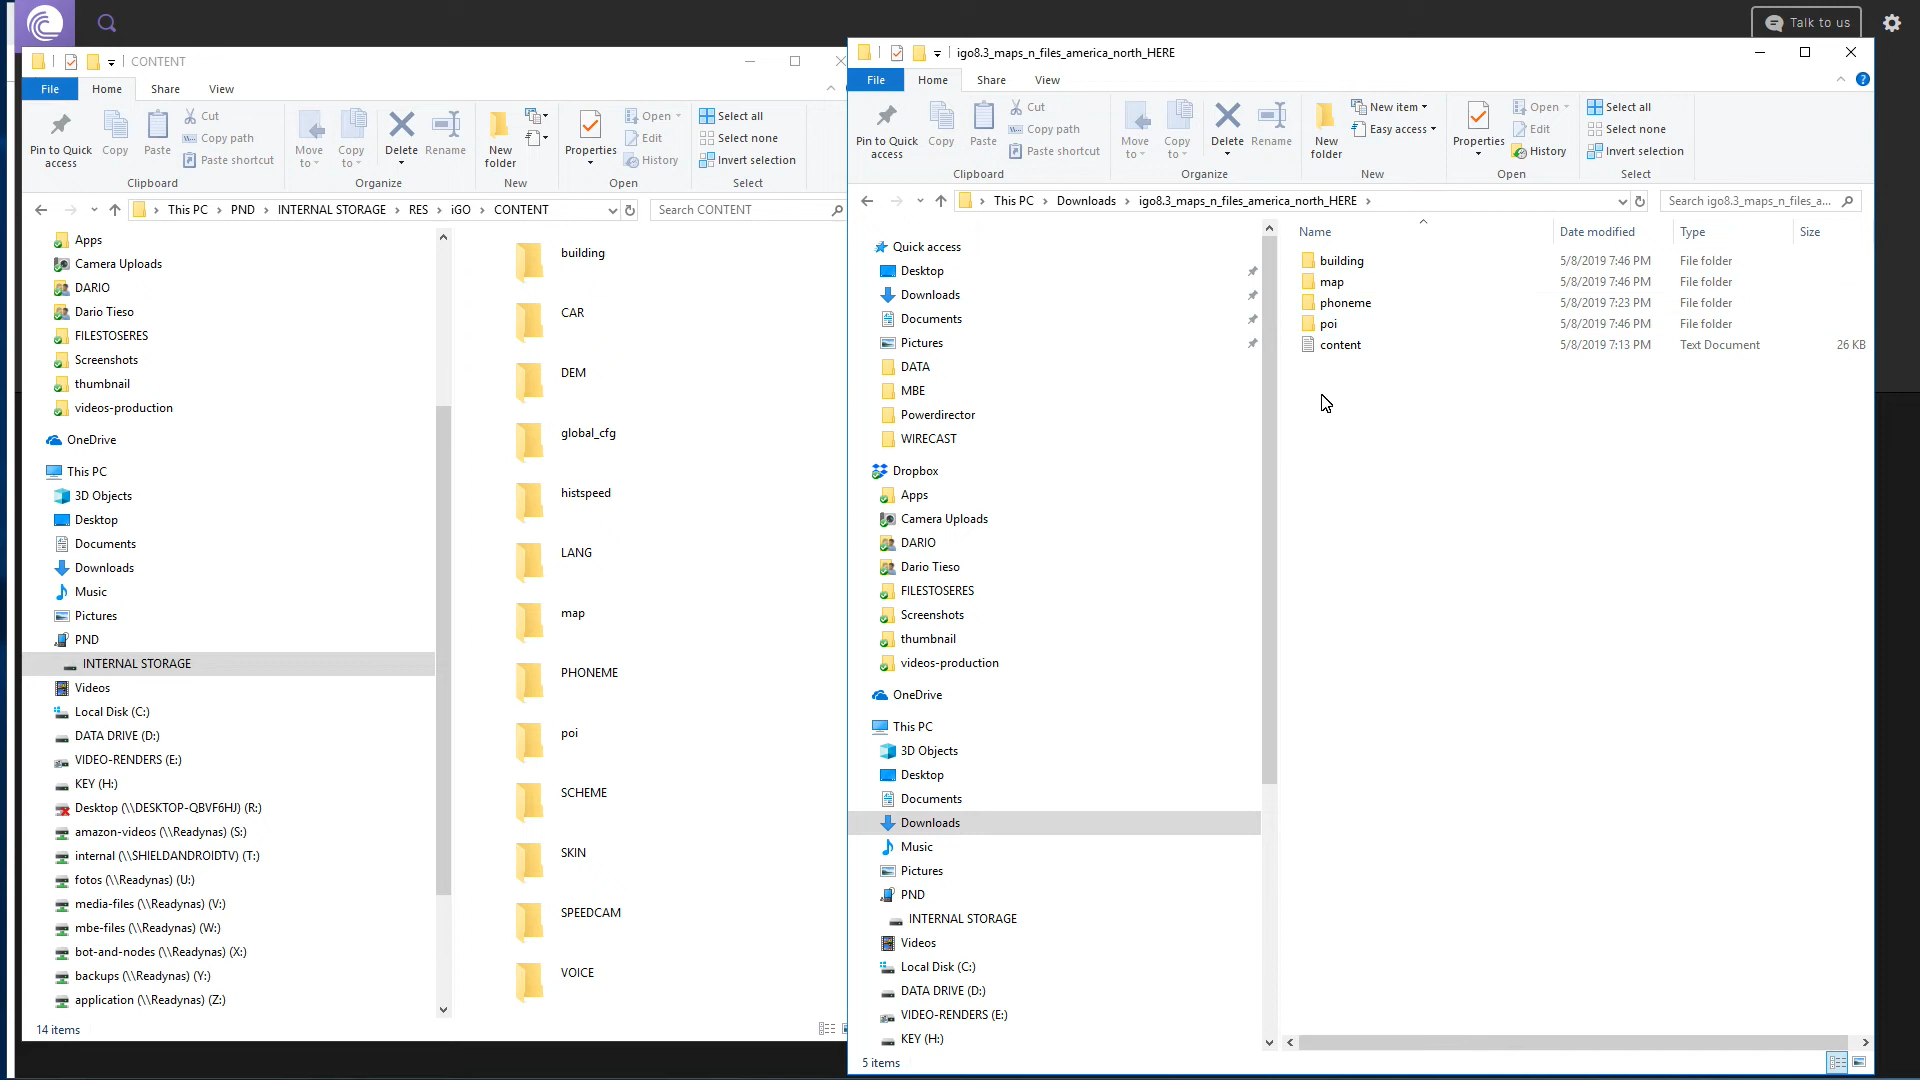 Talk to us
CONTENT
File
Home
Share
View
Pin to Quick
access
Copy
Paste
Cut
Copy path
Paste shortcut
Clipboard
Move
to
Copy
to
Delete
Rename
Organize
New
folder
New
Properties
Open
Edit
History
Open
Select all
Select none
Invert selection
Select
This PC > PND > INTERNAL STORAGE > RES > iGO > CONTENT
Search CONTENT
Apps
Camera Uploads
DARIO
Dario Tieso
FILESTOSERES
Screenshots
thumbnail
videos-production
OneDrive
This PC
3D Objects
Desktop
Documents
Downloads
Music
Pictures
PND
INTERNAL STORAGE
Videos
Local Disk (C:)
DATA DRIVE (D:)
VIDEO-RENDERS (E:)
KEY (H:)
Desktop (\\DESKTOP-QBVF6HJ) (R:)
amazon-videos (\\Readynas) (S:)
internal (\\SHIELDANDROIDTV) (T:)
fotos (\\Readynas) (U:)
media-files (\\Readynas) (V:)
mbe-files (\\Readynas) (W:)
bot-and-nodes (\\Readynas) (X:)
backups (\\Readynas) (Y:)
application (\\Readynas) (Z:)
building
CAR
DEM
global_cfg
histspeed
LANG
map
PHONEME
poi
SCHEME
SKIN
SPEEDCAM
VOICE
14 items
igo8.3_maps_n_files_america_north_HERE
File
Home
Share
View
Pin to Quick
access
Copy
Paste
Cut
Copy path
Paste shortcut
Clipboard
Move
to
Copy
to
Delete
Rename
Organize
New
folder
New item
Easy access
New
Properties
Open
Edit
History
Open
Select all
Select none
Invert selection
Select
This PC > Downloads > igo8.3_maps_n_files_america_north_HERE >
Search igo8.3_maps_n_files_a...
Quick access
Desktop
Downloads
Documents
Pictures
DATA
MBE
Powerdirector
WIRECAST
Dropbox
Apps
Camera Uploads
DARIO
Dario Tieso
FILESTOSERES
Screenshots
thumbnail
videos-production
OneDrive
This PC
3D Objects
Desktop
Documents
Downloads
Music
Pictures
PND
INTERNAL STORAGE
Videos
Local Disk (C:)
DATA DRIVE (D:)
VIDEO-RENDERS (E:)
KEY (H:)
Name Date modified Type Size
building 5/8/2019 7:46 PM File folder
map 5/8/2019 7:46 PM File folder
phoneme 5/8/2019 7:23 PM File folder
poi 5/8/2019 7:46 PM File folder
content 5/8/2019 7:13 PM Text Document 26 KB
5 items